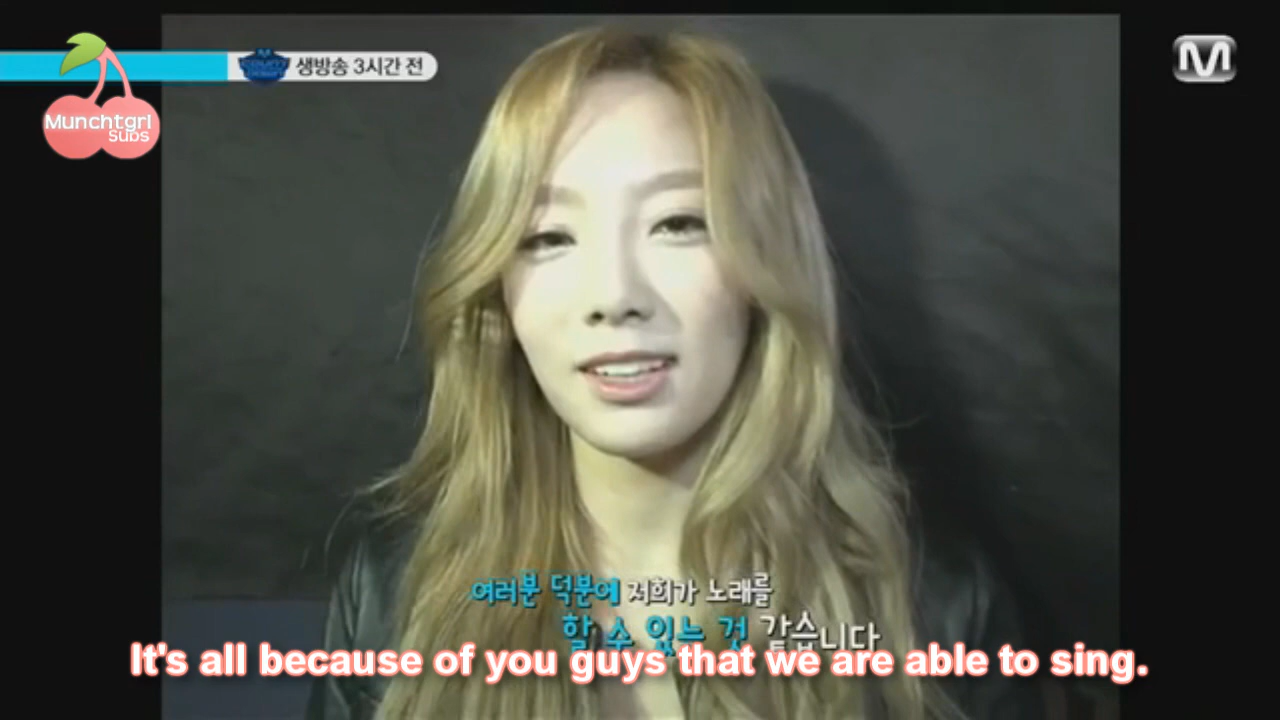 생방송 3시간 전
M
Munchtgrl
Subs
여러분 덕분에 저희가 노래를
할 수 있는 것 같습니다
It's all because of you guys that we are able to sing.